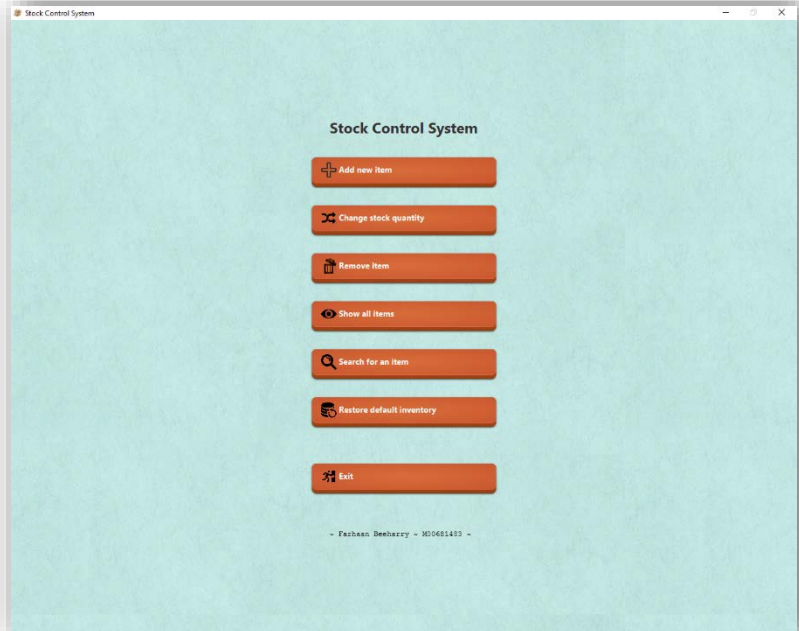 Stock Control System
Stock Control System
Add new item
Change stock quantity
Remove item
Show all items
Search for an item
Restore default inventory
Exit
~ Farhaan Beeharry ~ M00681483 ~